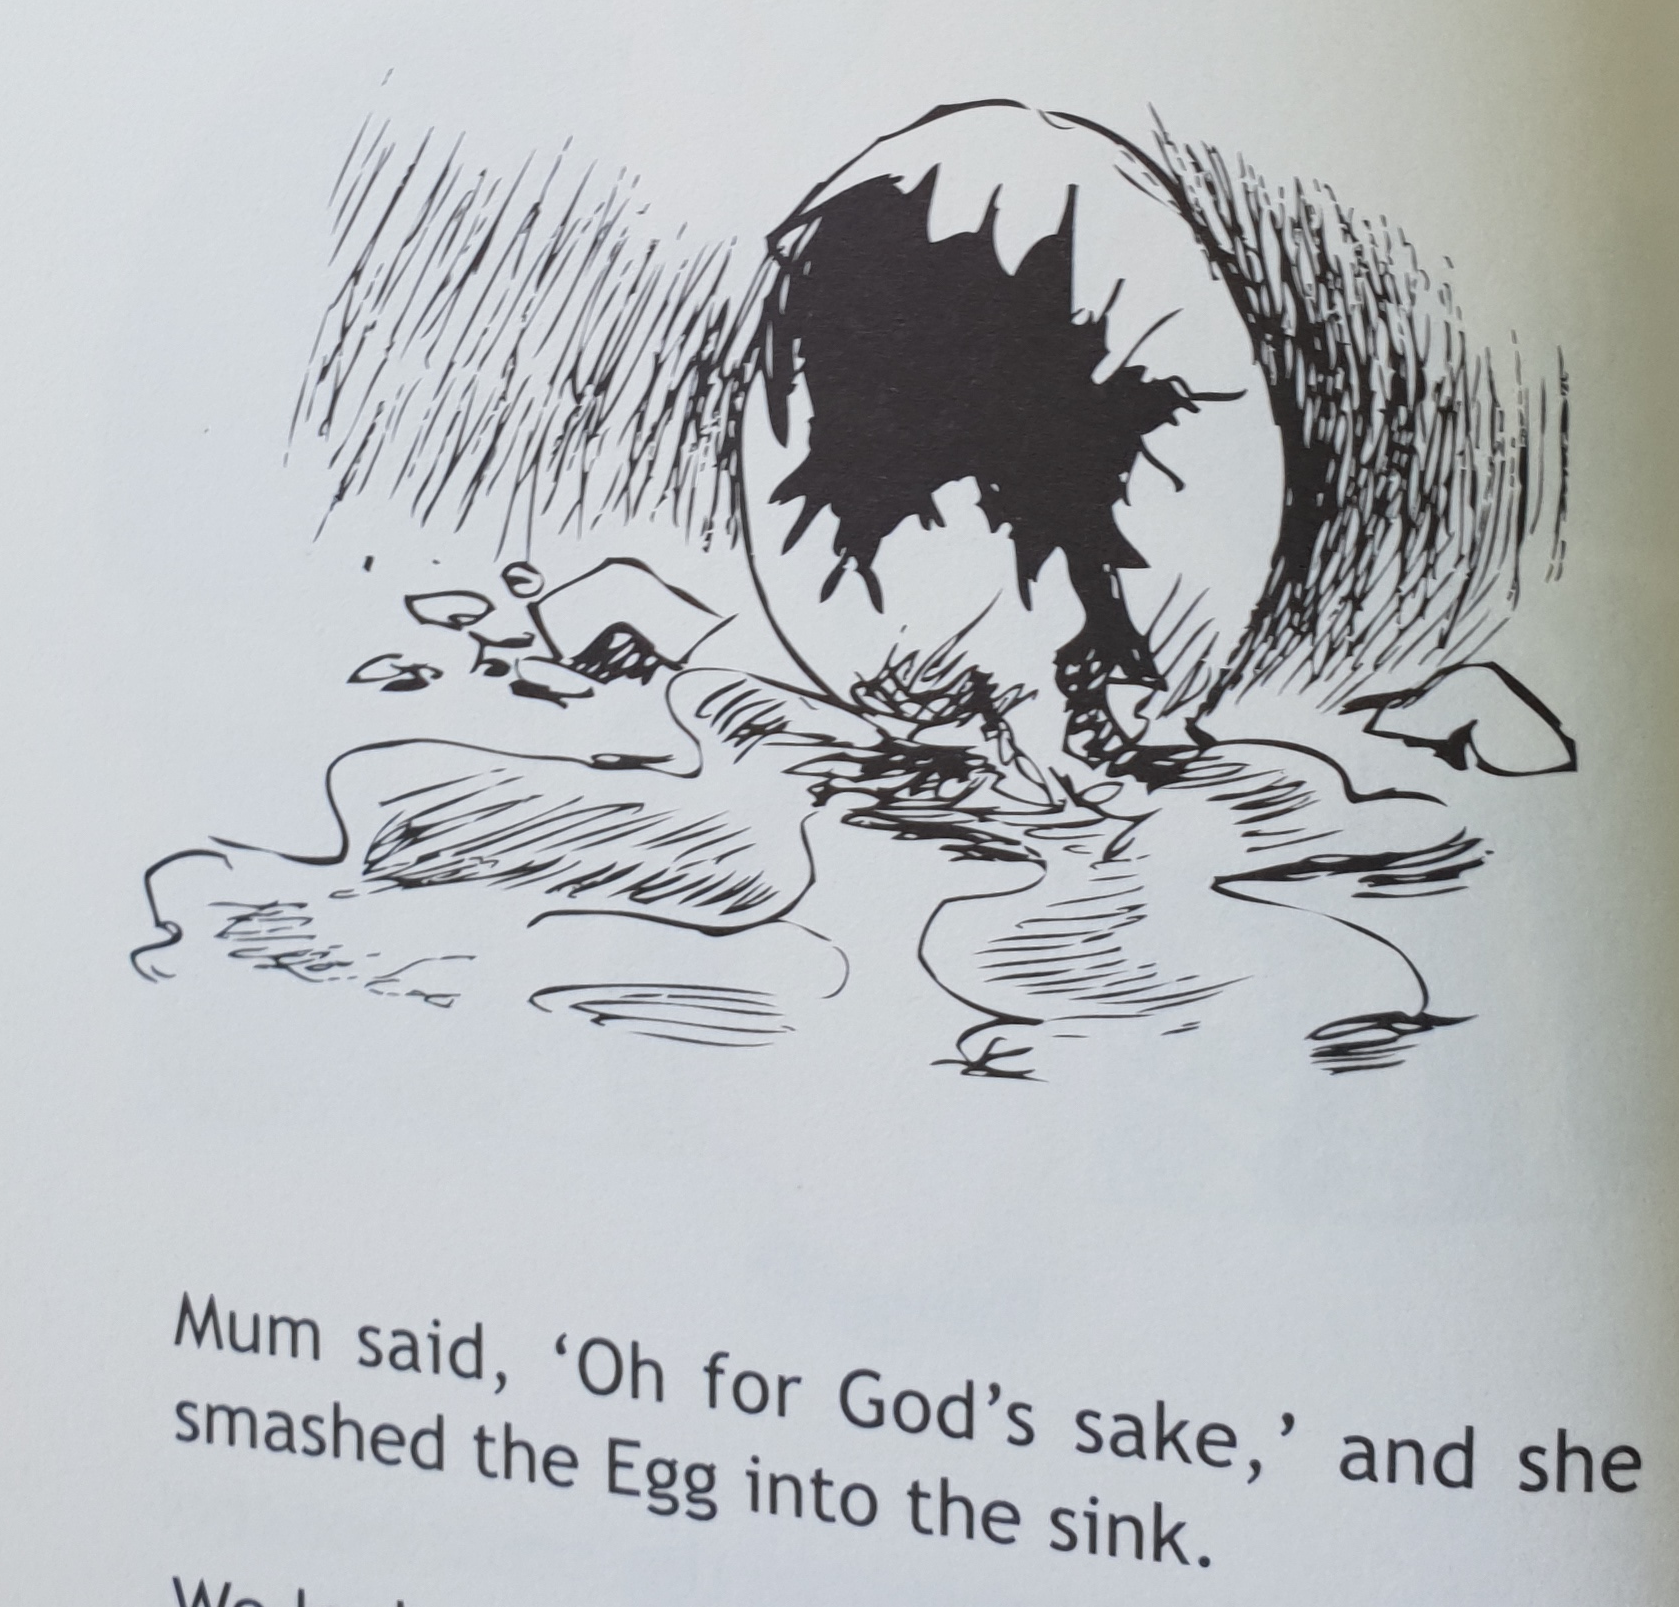 Mum said, ‘Oh for God’s sake,’ and she
smashed the Egg into the sink.